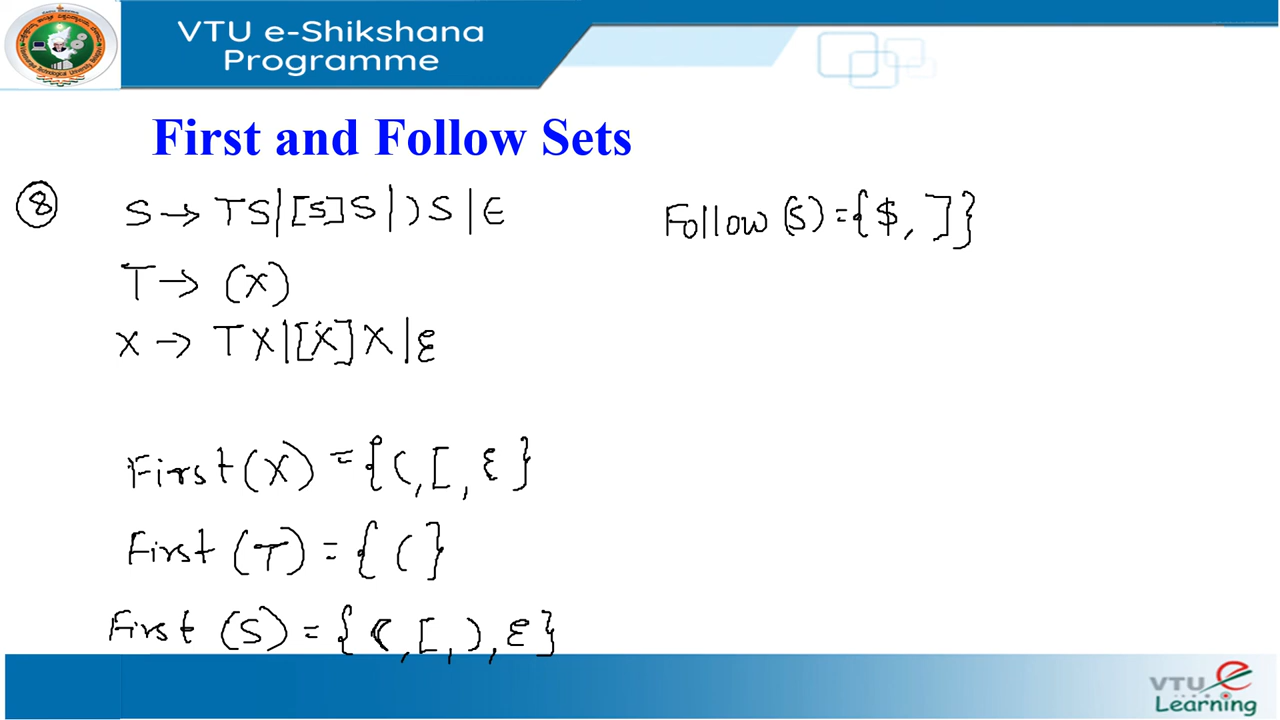 VTU e-Shikshana
Programme
First and Follow Sets
⑧ S → TS|[S]S|)S|ε
T → (X)
X → TX|[X]X|ε
First(X) = {(,[,ε}
First(T) = {(}
First(S) = {(,[,),ε}
Follow(S) = {$,]}
VTU e
Learning